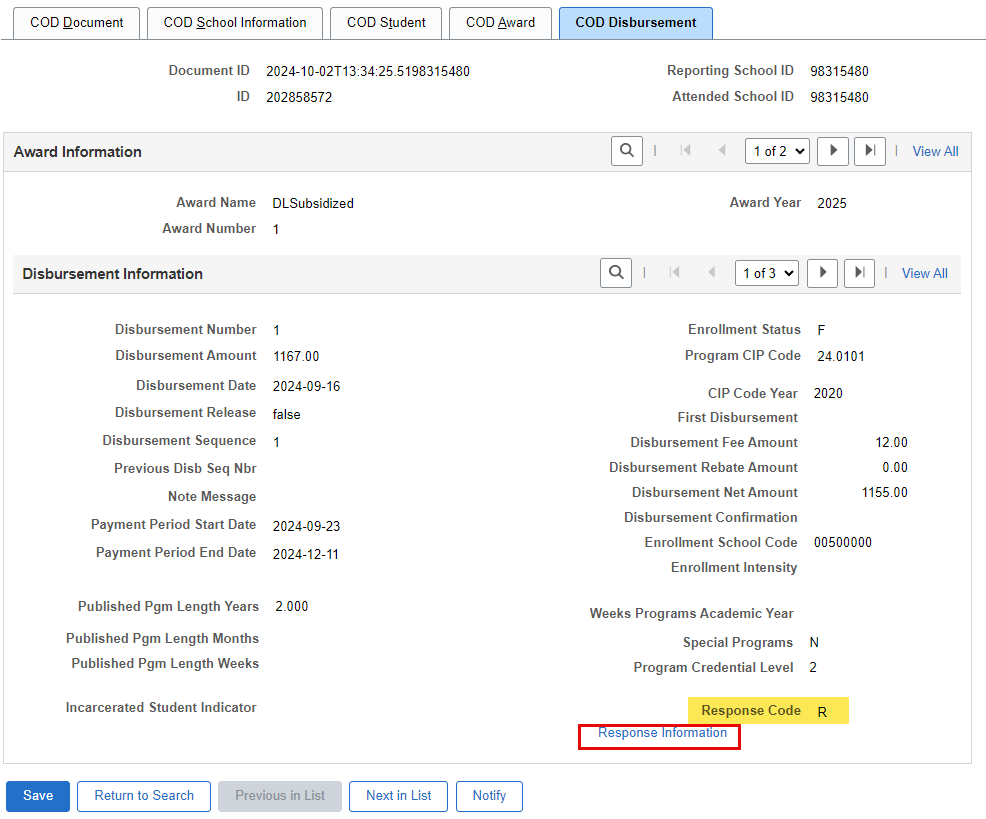 COD Document COD School Information COD Student COD Award COD Disbursement
Document ID 2024-10-02T13:34:25.5198315480 Reporting School ID 98315480
ID 202858572 Attended School ID 98315480
Award Information 1 of 2 View All
Award Name DLSubsidized Award Year 2025
Award Number 1
Disbursement Information 1 of 3 View All
Disbursement Number 1 Enrollment Status F
Disbursement Amount 1167.00 Program CIP Code 24.0101
Disbursement Date 2024-09-16 CIP Code Year 2020
Disbursement Release false First Disbursement
Disbursement Sequence 1 Disbursement Fee Amount 12.00
Previous Disb Seq Nbr Disbursement Rebate Amount 0.00
Note Message Disbursement Net Amount 1155.00
Payment Period Start Date 2024-09-23 Disbursement Confirmation
Payment Period End Date 2024-12-11 Enrollment School Code 00500000
Enrollment Intensity
Published Pgm Length Years 2.000 Weeks Programs Academic Year
Published Pgm Length Months Special Programs N
Published Pgm Length Weeks Program Credential Level 2
Incarcerated Student Indicator Response Code R
Response Information
Save Return to Search Previous in List Next in List Notify